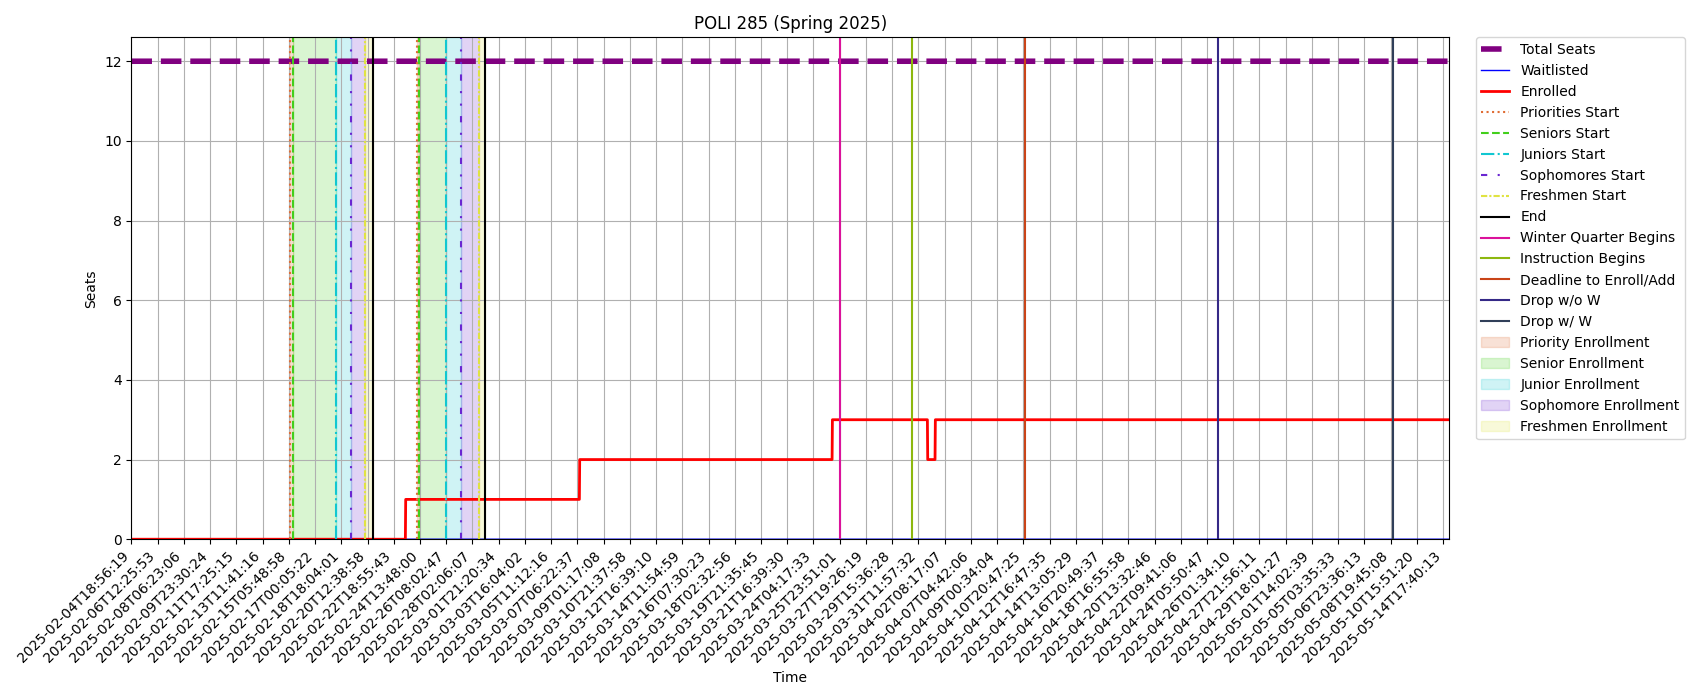 POLI 285 (Spring 2025)
Seats
12
10
8
6
4
2
0
2025-02-04T18:56:19
2025-02-06T12:25:53
2025-02-08T06:23:06
2025-02-09T23:30:24
2025-02-11T17:25:15
2025-02-13T11:41:16
2025-02-15T05:48:58
2025-02-17T00:05:22
2025-02-18T18:04:01
2025-02-20T12:38:58
2025-02-22T18:55:43
2025-02-24T13:48:00
2025-02-26T08:02:47
2025-02-28T02:06:07
2025-03-01T21:20:34
2025-03-03T16:04:02
2025-03-05T11:12:16
2025-03-07T06:22:37
2025-03-09T01:17:08
2025-03-10T21:37:58
2025-03-12T16:39:10
2025-03-14T11:54:59
2025-03-16T07:30:23
2025-03-18T02:32:56
2025-03-19T21:35:45
2025-03-21T16:39:30
2025-03-24T04:17:33
2025-03-25T23:51:01
2025-03-27T19:26:19
2025-03-29T15:36:28
2025-03-31T11:57:32
2025-04-02T08:17:07
2025-04-07T04:42:06
2025-04-09T00:34:04
2025-04-10T20:47:25
2025-04-12T16:47:35
2025-04-14T13:05:29
2025-04-16T20:49:37
2025-04-18T16:55:58
2025-04-20T13:32:46
2025-04-22T09:41:06
2025-04-24T05:50:47
2025-04-26T01:34:10
2025-04-27T21:56:11
2025-04-29T18:01:27
2025-05-01T14:02:39
2025-05-05T03:35:33
2025-05-06T23:36:13
2025-05-08T19:45:08
2025-05-10T15:51:20
2025-05-14T17:40:13
Time
Total Seats
Waitlisted
Enrolled
Priorities Start
Seniors Start
Juniors Start
Sophomores Start
Freshmen Start
End
Winter Quarter Begins
Instruction Begins
Deadline to Enroll/Add
Drop w/o W
Drop w/ W
Priority Enrollment
Senior Enrollment
Junior Enrollment
Sophomore Enrollment
Freshmen Enrollment